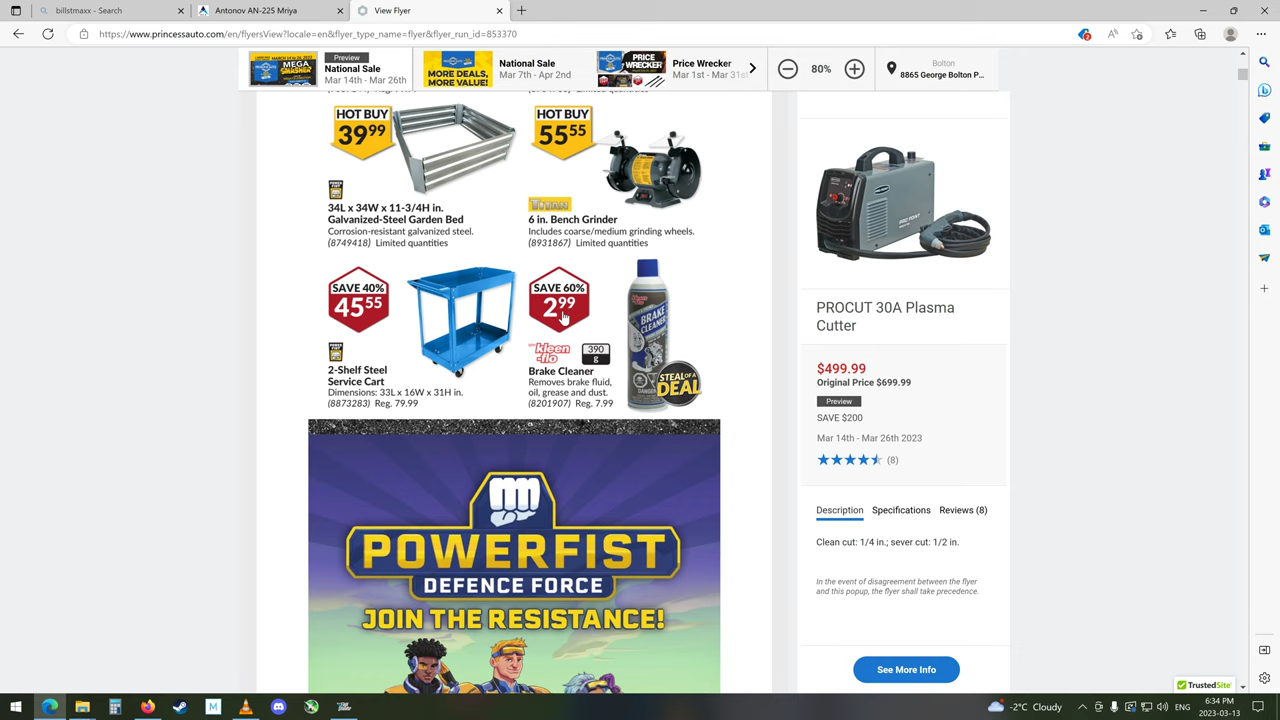 billstmaxx - Search
Antonov AN-225 Mriya
View Flyer
https://www.princessauto.com/en/flyersView?locale=en&flyer_type_name=flyer&flyer_run_id=853370
Preview
National Sale
Mar 14th - Mar 26th
MORE DEALS,
MORE VALUE!
National Sale
Mar 7th - Apr 2nd
PRICE
WRECKER
Price Wrecker
Mar 1st - Mar 31st
80%
Bolton
8865 George Bolton P...
HOT BUY
39 99
34L x 34W x 11-3/4H in.
Galvanized-Steel Garden Bed
Corrosion-resistant galvanized steel.
(8749418) Limited quantities
HOT BUY
55 55
TITAN
6 in. Bench Grinder
Includes coarse/medium grinding wheels.
(8931867) Limited quantities
SAVE 40%
45 55
2-Shelf Steel
Service Cart
Dimensions: 33L x 16W x 31H in.
(8873283) Reg. 79.99
SAVE 60%
2 99
kleen-flo
390 g
Brake Cleaner
Removes brake fluid,
oil, grease and dust.
(8201907) Reg. 7.99
BRAKE
CLEANER
STEAL OF A
DEAL
POWERFIST
DEFENCE FORCE
JOIN THE RESISTANCE!
PROCUT 30A Plasma
Cutter
$499.99
Original Price $699.99
Preview
SAVE $200
Mar 14th - Mar 26th 2023
(8)
Description Specifications Reviews (8)
Clean cut: 1/4 in.; sever cut: 1/2 in.
In the event of disagreement between the flyer
and this popup, the flyer shall take precedence.
See More Info
TrustedSite
-2°C Cloudy
ENG
6:34 PM
2023-03-13